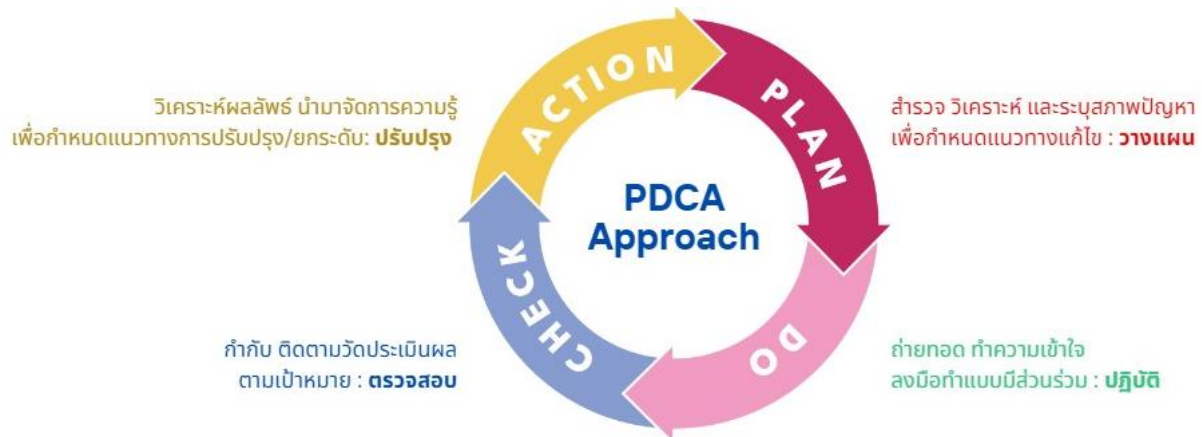 ACTION
PLAN
DO
CHECK
PDCA
Approach
วิเคราะห์ผลลัพธ์ นำมาจัดการความรู้
เพื่อกำหนดแนวทางการปรับปรุง/ยกระดับ: ปรับปรุง
สำรวจ วิเคราะห์ และระบุสภาพปัญหา
เพื่อกำหนดแนวทางแก้ไข : วางแผน
กำกับ ติดตามวัดประเมินผล
ตามเป้าหมาย : ตรวจสอบ
ถ่ายทอด ทำความเข้าใจ
ลงมือทำแบบมีส่วนร่วม : ปฏิบัติ